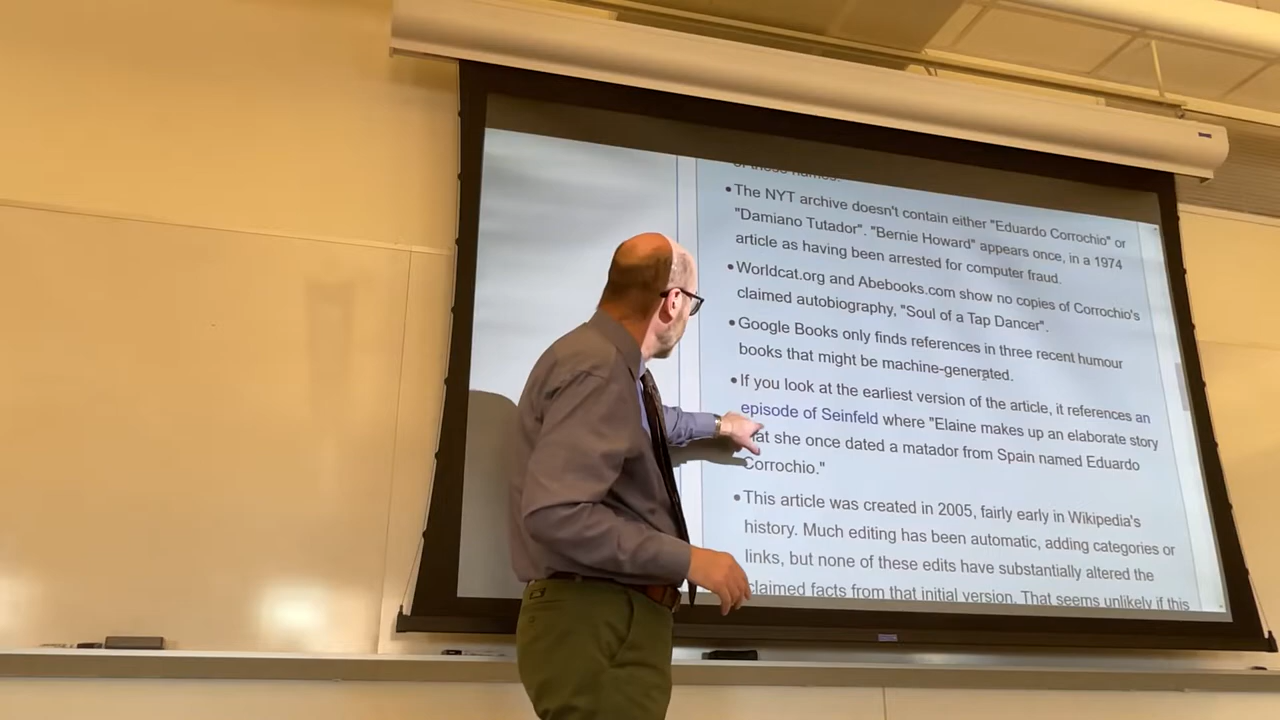 of those names.
•The NYT archive doesn't contain either "Eduardo Corrochio" or
"Damiano Tutador". "Bernie Howard" appears once, in a 1974
article as having been arrested for computer fraud.
•Worldcat.org and Abebooks.com show no copies of Corrochio's
claimed autobiography, "Soul of a Tap Dancer".
•Google Books only finds references in three recent humour
books that might be machine-generated.
•If you look at the earliest version of the article, it references an
episode of Seinfeld where "Elaine makes up an elaborate story
at she once dated a matador from Spain named Eduardo
Corrochio."
•This article was created in 2005, fairly early in Wikipedia's
history. Much editing has been automatic, adding categories or
links, but none of these edits have substantially altered the
claimed facts from that initial version. That seems unlikely if this